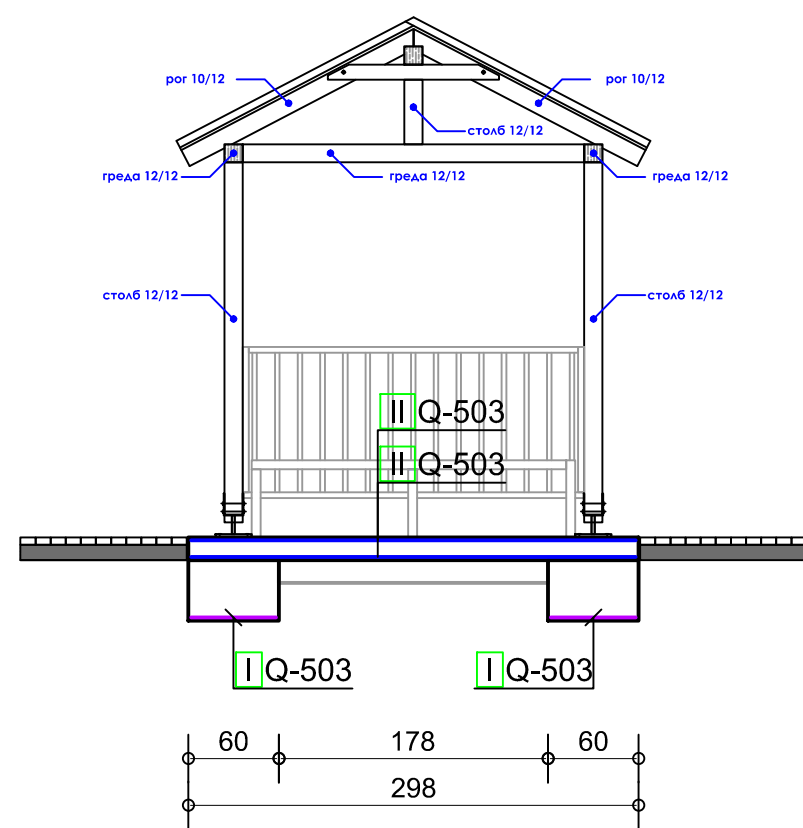 рог 10/12
рог 10/12
столб 12/12
греда 12/12
греда 12/12
греда 12/12
столб 12/12
столб 12/12
II Q-503
II Q-503
I Q-503
I Q-503
60
178
60
298